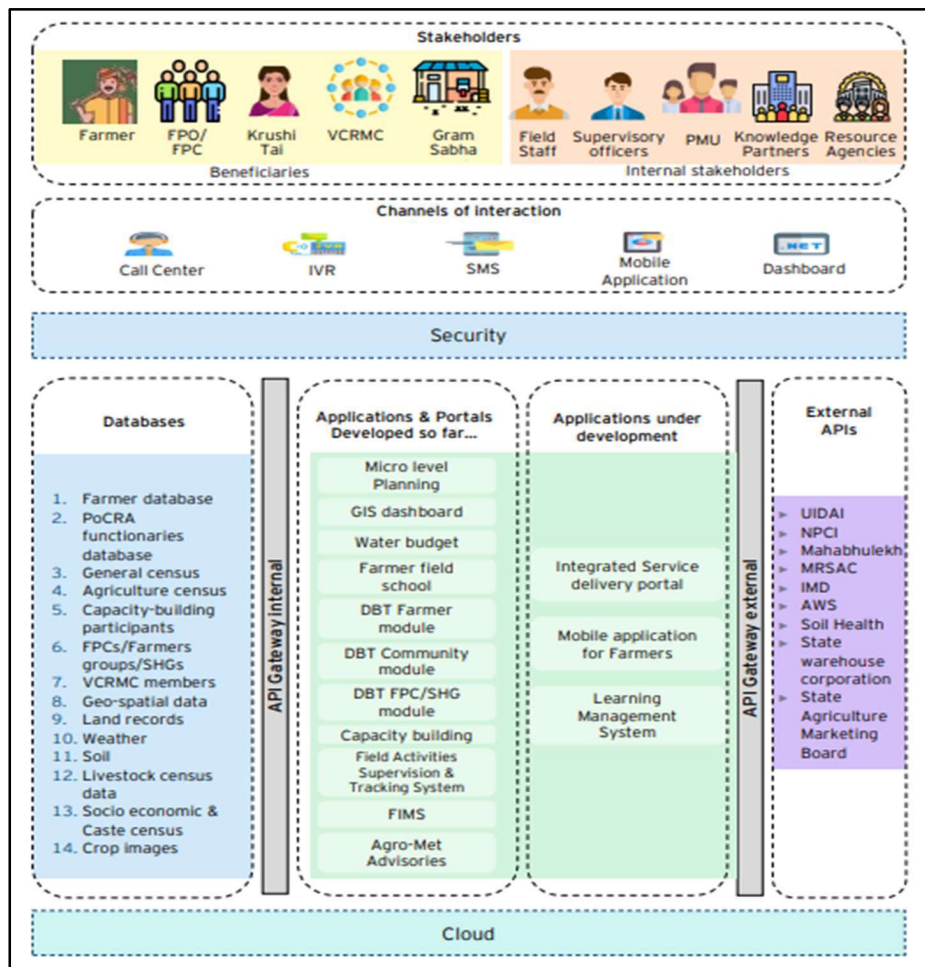 Stakeholders
Farmer
FPO/
FPC
Krushi
Tai
VCRMC
Gram
Sabha
Field
Staff
Supervisory
officers
PMU
Knowledge
Partners
Resource
Agencies
Beneficiaries
Internal stakeholders
Channels of interaction
Call Center
IVR
SMS
Mobile
Application
.NET
Dashboard
Security
Databases
1. Farmer database
2. PoCRA
functionaries
database
3. General census
4. Agriculture census
5. Capacity-building
participants
6. FPCs/Farmers
groups/SHGs
7. VCRMC members
8. Geo-spatial data
9. Land records
10. Weather
11. Soil
12. Livestock census
data
13. Socio economic &
Caste census
14. Crop images
API Gateway internal
Applications & Portals
Developed so far...
Micro level
Planning
GIS dashboard
Water budget
Farmer field
school
DBT Farmer
module
DBT Community
module
DBT FPC/SHG
module
Capacity building
Field Activities
Supervision &
Tracking System
FIMS
Agro-Met
Advisories
Applications under
development
Integrated Service
delivery portal
Mobile application
for Farmers
Learning
Management
System
API Gateway external
External
APIs
► UIDAI
► NPCI
► Mahabhulekh
► MRSAC
► IMD
► AWS
► Soil Health
► State
warehouse
corporation
► State
Agriculture
Marketing
Board
Cloud